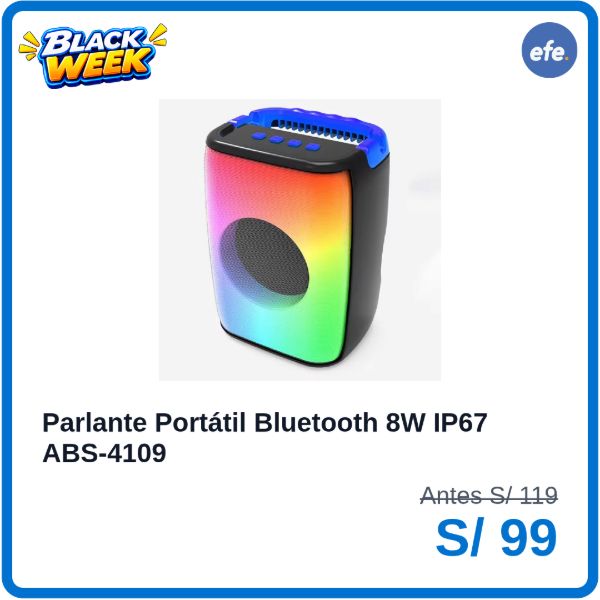 BLACK
WEEK
efe.
Parlante Portátil Bluetooth 8W IP67
ABS-4109
Antes S/ 119
S/ 99